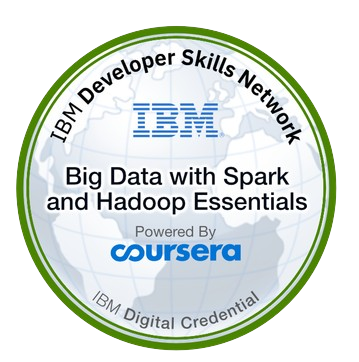 IBM Developer Skills Network
IBM
Big Data with Spark
and Hadoop Essentials
Powered By
coursera
IBM Digital Credential